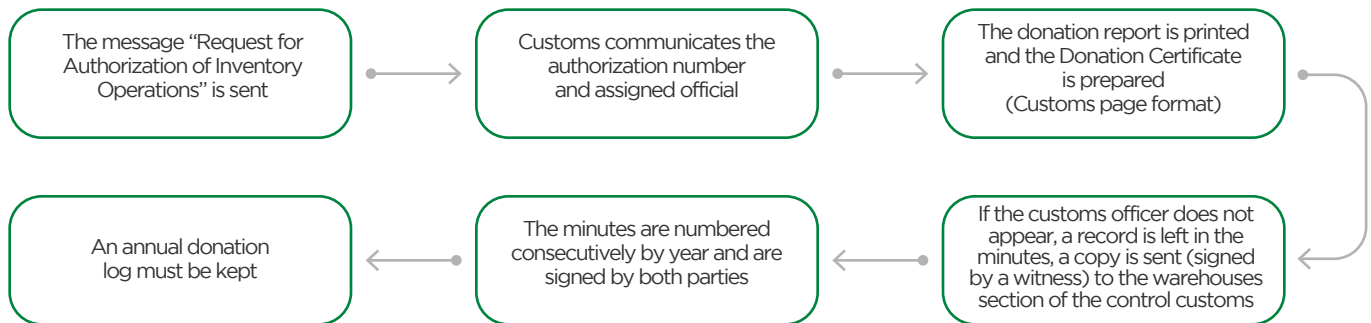 The message “Request for
Authorization of Inventory
Operations” is sent
Customs communicates the
authorization number
and assigned official
The donation report is printed
and the Donation Certificate
is prepared
(Customs page format)
If the customs officer does not
appear, a record is left in the
minutes, a copy is sent (signed
by a witness) to the warehouses
section of the control customs
The minutes are numbered
consecutively by year and are
signed by both parties
An annual donation
log must be kept